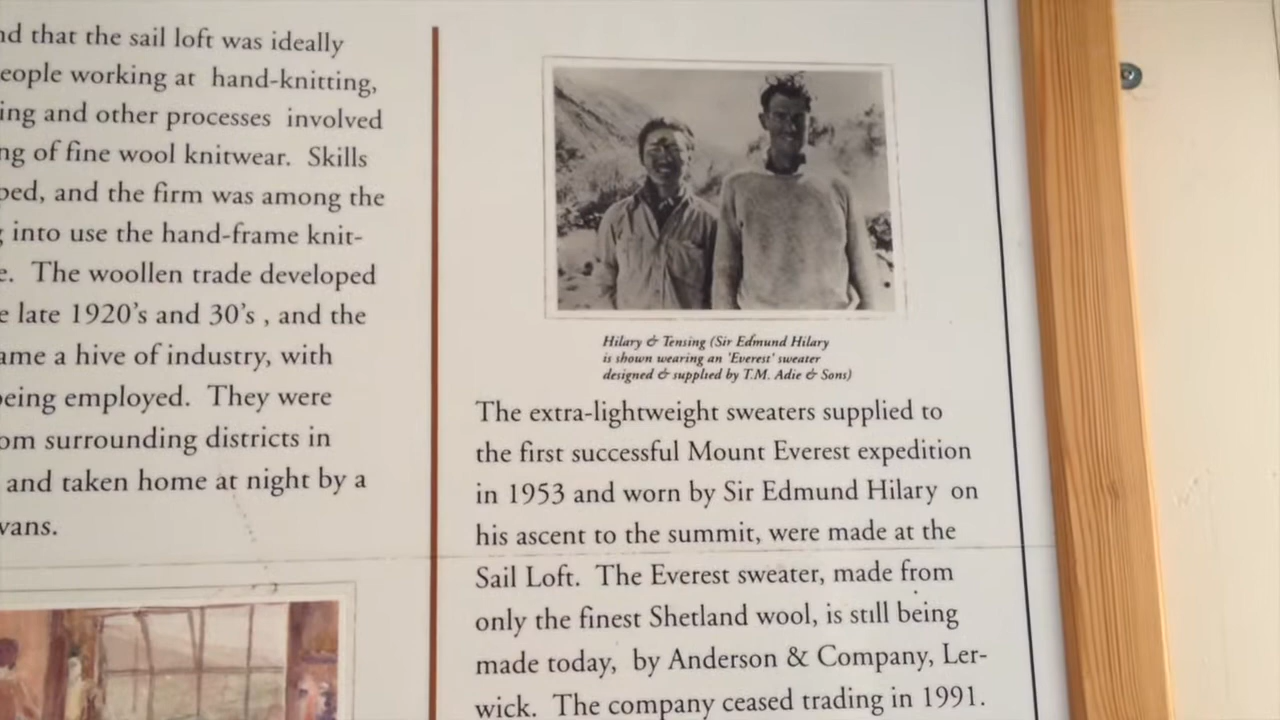 nd that the sail loft was ideally
eople working at hand-knitting,
ing and other processes involved
ng of fine wool knitwear. Skills
ped, and the firm was among the
g into use the hand-frame knit-
e. The woollen trade developed
e late 1920's and 30's , and the
ame a hive of industry, with
being employed. They were
om surrounding districts in
and taken home at night by a
vans.
Hilary & Tensing (Sir Edmund Hilary
is shown wearing an 'Everest' sweater
designed & supplied by T.M. Adie & Sons)
The extra-lightweight sweaters supplied to
the first successful Mount Everest expedition
in 1953 and worn by Sir Edmund Hilary on
his ascent to the summit, were made at the
Sail Loft. The Everest sweater, made from
only the finest Shetland wool, is still being
made today, by Anderson & Company, Ler-
wick. The company ceased trading in 1991.